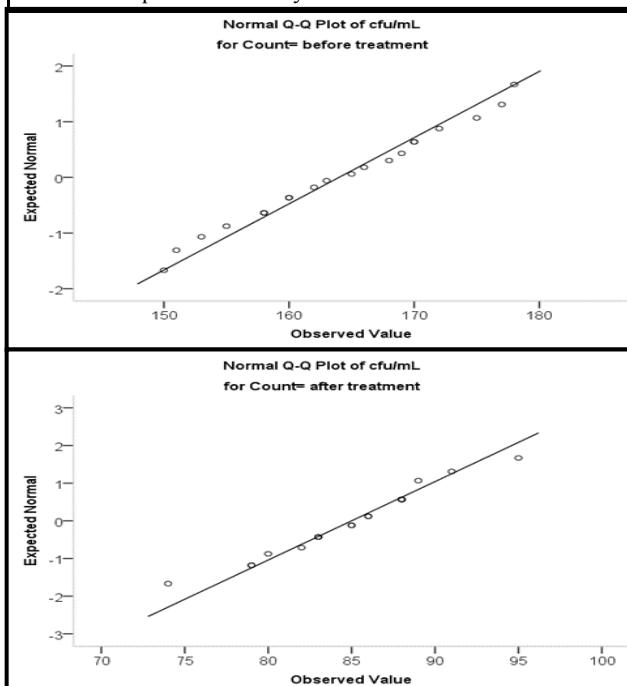 Normal Q-Q Plot of cfu/mL
for Count= before treatment
2
1
0
-1
-2
Expected Normal
150 160 170 180
Observed Value
Normal Q-Q Plot of cfu/mL
for Count= after treatment
3
2
1
0
-1
-2
-3
Expected Normal
70 75 80 85 90 95 100
Observed Value